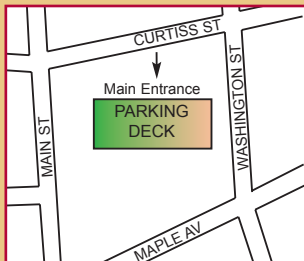 CURTISS ST
Main Entrance
PARKING
DECK
MAIN ST
WASHINGTON ST
MAPLE AV